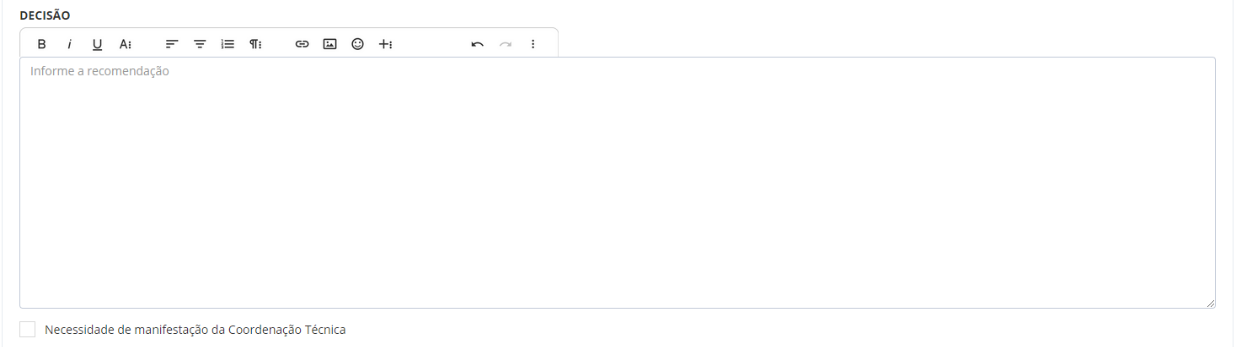 DECISÃO
B i U A
Informe a recomendação
Necessidade de manifestação da Coordenação Técnica